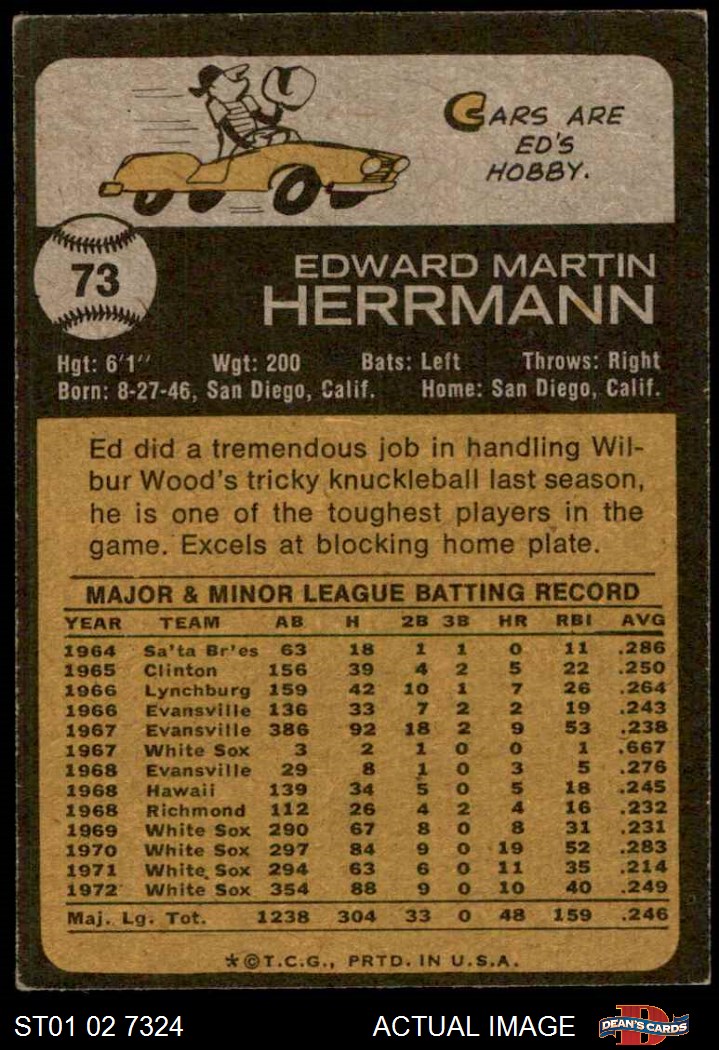 CARS ARE
ED'S
HOBBY.
73
EDWARD MARTIN
HERRMANN
Hgt: 6'1" Wgt: 200 Bats: Left Throws: Right
Born: 8-27-46, San Diego, Calif. Home: San Diego, Calif.
Ed did a tremendous job in handling Wil-
bur Wood's tricky knuckleball last season,
he is one of the toughest players in the
game. Excels at blocking home plate.
MAJOR & MINOR LEAGUE BATTING RECORD
YEAR TEAM AB H 2B 3B HR RBI AVG
1964 Sa'ta Br'es 63 18 1 1 0 11 .286
1965 Clinton 156 39 4 2 5 22 .250
1966 Lynchburg 159 42 10 1 7 26 .264
1966 Evansville 136 33 7 2 2 19 .243
1967 Evansville 386 92 18 2 9 53 .238
1967 White Sox 3 2 1 0 0 1 .667
1968 Evansville 29 8 1 0 3 5 .276
1968 Hawaii 139 34 5 0 5 18 .245
1968 Richmond 112 26 4 2 4 16 .232
1969 White Sox 290 67 8 0 8 31 .231
1970 White Sox 297 84 9 0 19 52 .283
1971 White Sox 294 63 6 0 11 35 .214
1972 White Sox 354 88 9 0 10 40 .249
Maj. Lg. Tot. 1238 304 33 0 48 159 .246
*©T.C.G., PRTD. IN U.S.A.
ST01 02 7324 ACTUAL IMAGE D DEAN'S CARDS